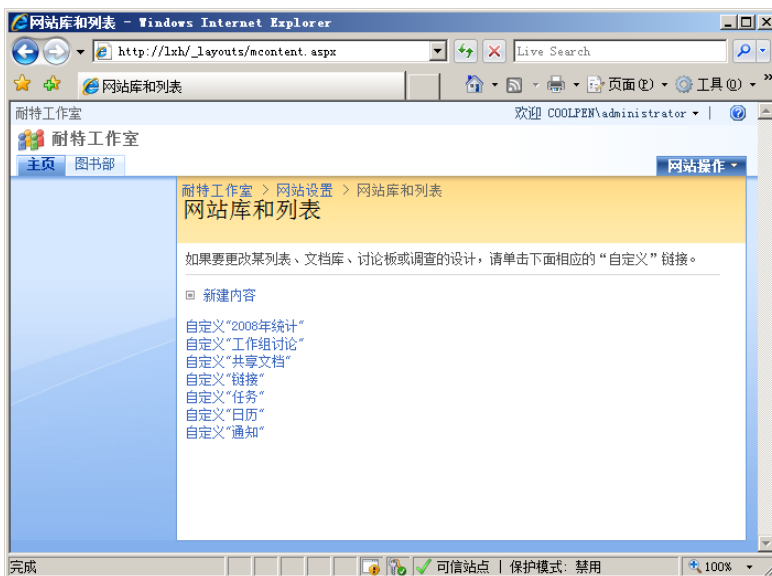 网站库和列表 - Windows Internet Explorer
http://lxh/_layouts/mcontent.aspx
Live Search
网站库和列表
页面(P)
工具(O)
»
耐特工作室
欢迎 COOLPEN\administrator
耐特工作室
主页
图书部
网站操作
耐特工作室 > 网站设置 > 网站库和列表
网站库和列表
如果要更改某列表、文档库、讨论板或调查的设计，请单击下面相应的“自定义”链接。
新建内容
自定义"2008年统计"
自定义"工作组讨论"
自定义"共享文档"
自定义"链接"
自定义"任务"
自定义"日历"
自定义"通知"
完成
可信站点 | 保护模式: 禁用
100%